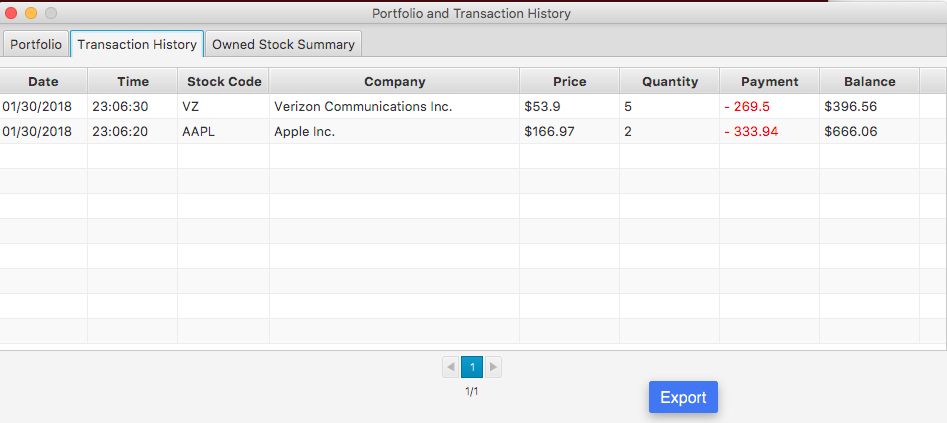 Portfolio and Transaction History
Portfolio Transaction History Owned Stock Summary
Date Time Stock Code Company Price Quantity Payment Balance
01/30/2018 23:06:30 VZ Verizon Communications Inc. $53.9 5 - 269.5 $396.56
01/30/2018 23:06:20 AAPL Apple Inc. $166.97 2 - 333.94 $666.06
1
1/1
Export